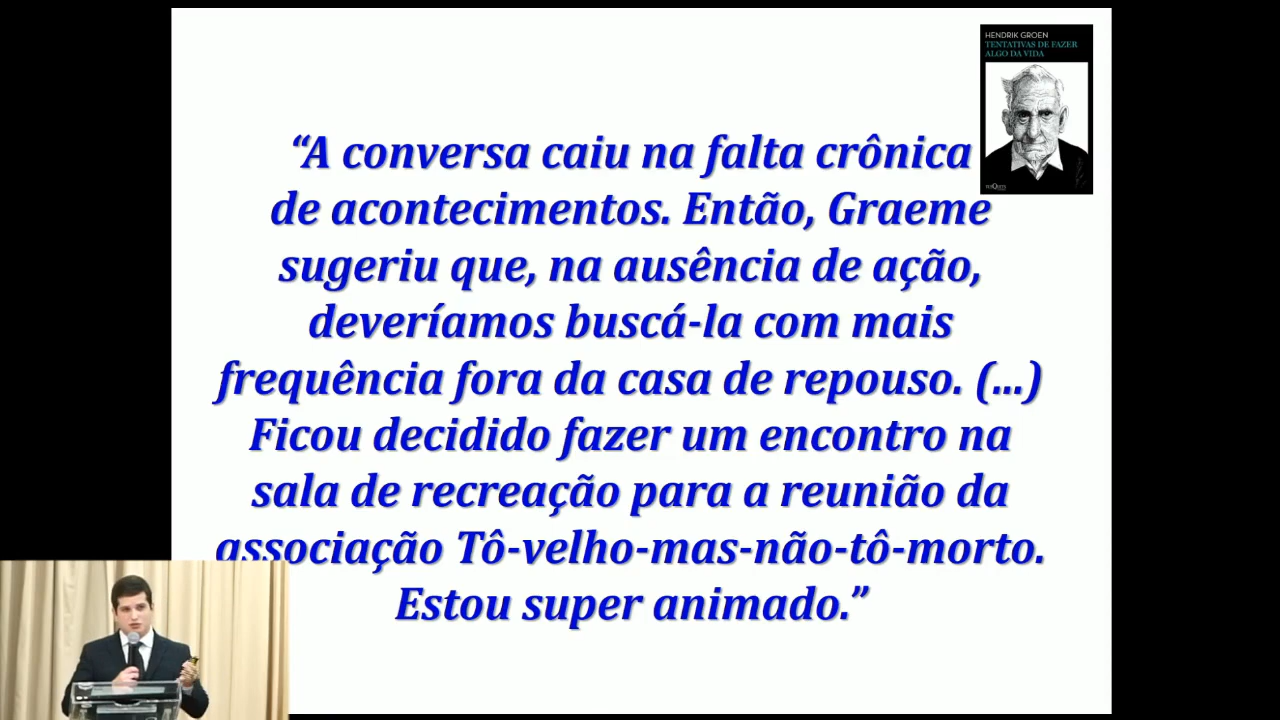 HENDRIK GROEN
TENTATIVAS DE FAZER
ALGO DA VIDA
“A conversa caiu na falta crônica
de acontecimentos. Então, Graeme
sugeriu que, na ausência de ação,
deveríamos buscá-la com mais
frequência fora da casa de repouso. (...)
Ficou decidido fazer um encontro na
sala de recreação para a reunião da
associação Tô-velho-mas-não-tô-morto.
Estou super animado.”